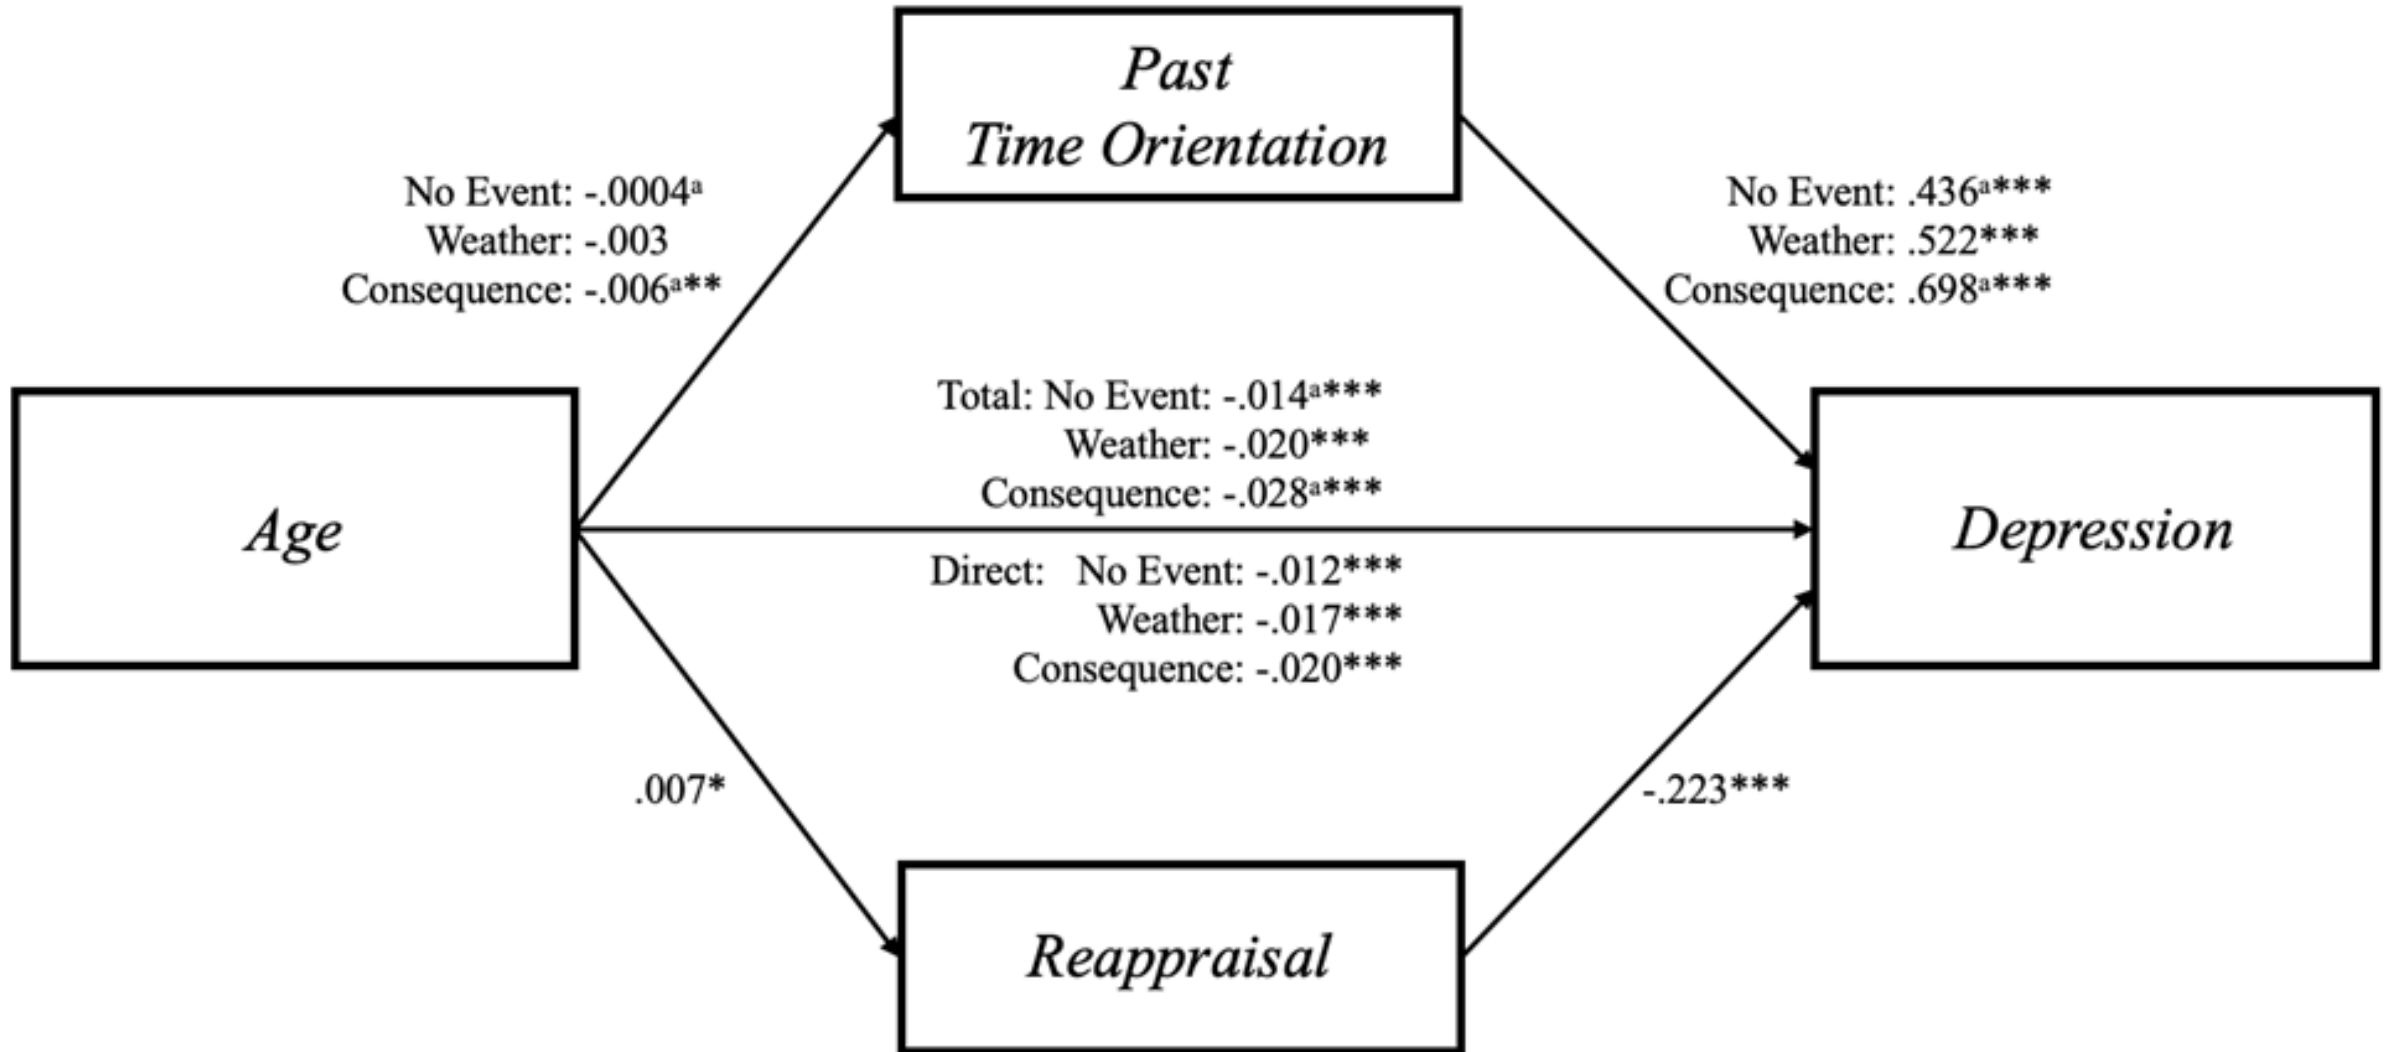 Past
Time Orientation
No Event: -.0004ᵃ
Weather: -.003
Consequence: -.006ᵃ**
No Event: .436ᵃ***
Weather: .522***
Consequence: .698ᵃ***
Total: No Event: -.014ᵃ***
Weather: -.020***
Consequence: -.028ᵃ***
Age
Depression
Direct: No Event: -.012***
Weather: -.017***
Consequence: -.020***
.007*
-.223***
Reappraisal